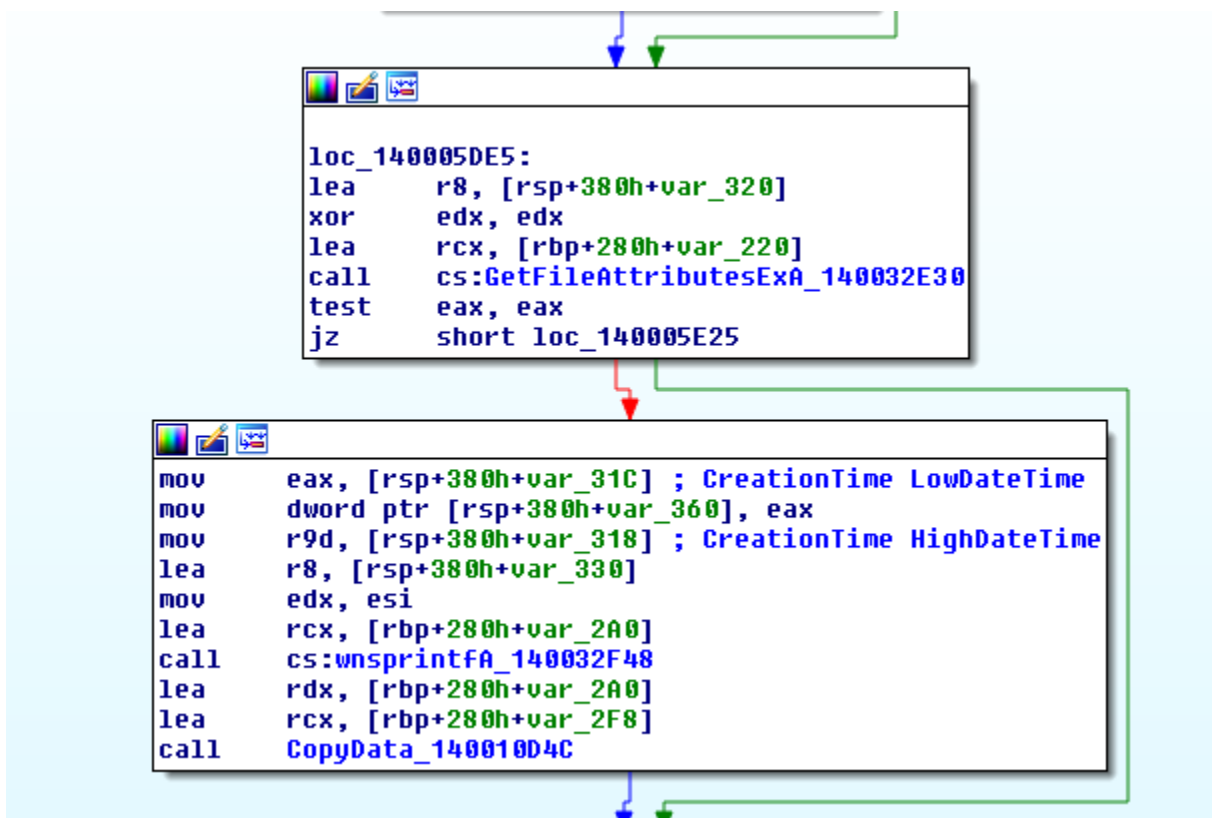 loc_140005DE5:
lea r8, [rsp+380h+var_320]
xor edx, edx
lea rcx, [rbp+280h+var_220]
call cs:GetFileAttributesExA_140032E30
test eax, eax
jz short loc_140005E25
mov eax, [rsp+380h+var_31C] ; CreationTime LowDateTime
mov dword ptr [rsp+380h+var_360], eax
mov r9d, [rsp+380h+var_318] ; CreationTime HighDateTime
lea r8, [rsp+380h+var_330]
mov edx, esi
lea rcx, [rbp+280h+var_2A0]
call cs:wnsprintfA_140032F48
lea rdx, [rbp+280h+var_2A0]
lea rcx, [rbp+280h+var_2F8]
call CopyData_140010D4C